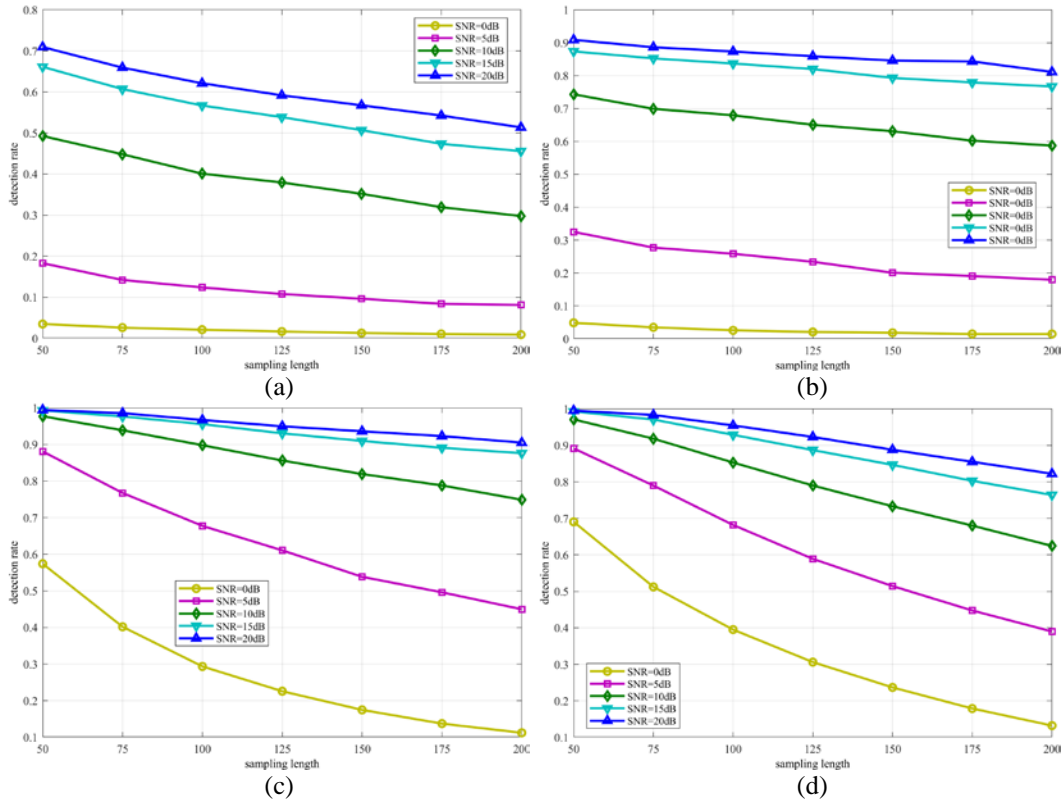 0.8
0.7
0.6
0.5
0.4
0.3
0.2
0.1
0
detection rate
50 75 100 125 150 175 200
sampling length
SNR=0dB
SNR=5dB
SNR=10dB
SNR=15dB
SNR=20dB
(a)
1
0.9
0.8
0.7
0.6
0.5
0.4
0.3
0.2
0.1
0
detection rate
50 75 100 125 150 175 200
sampling length
SNR=0dB
SNR=0dB
SNR=0dB
SNR=0dB
SNR=0dB
(b)
1
0.9
0.8
0.7
0.6
0.5
0.4
0.3
0.2
0.1
detection rate
50 75 100 125 150 175 200
sampling length
SNR=0dB
SNR=5dB
SNR=10dB
SNR=15dB
SNR=20dB
(c)
1
0.9
0.8
0.7
0.6
0.5
0.4
0.3
0.2
0.1
detection rate
50 75 100 125 150 175 200
sampling length
SNR=0dB
SNR=5dB
SNR=10dB
SNR=15dB
SNR=20dB
(d)